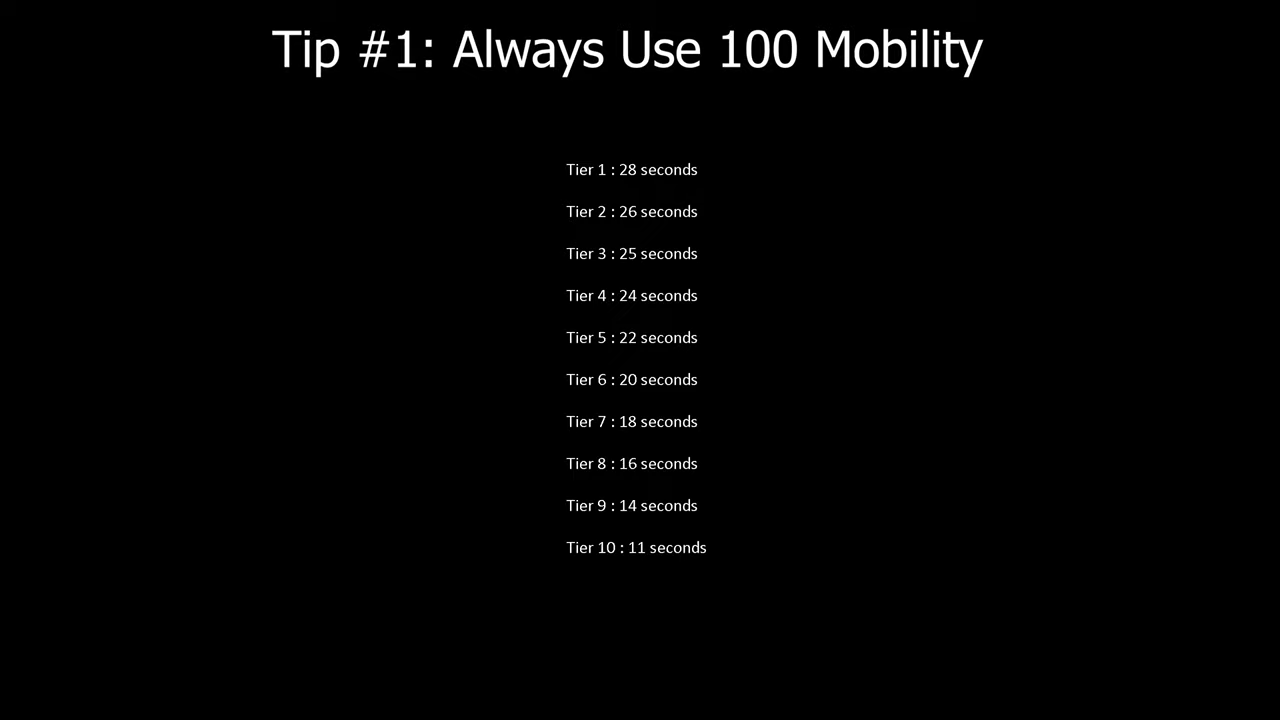 Tip #1: Always Use 100 Mobility
Tier 1 : 28 seconds
Tier 2 : 26 seconds
Tier 3 : 25 seconds
Tier 4 : 24 seconds
Tier 5 : 22 seconds
Tier 6 : 20 seconds
Tier 7 : 18 seconds
Tier 8 : 16 seconds
Tier 9 : 14 seconds
Tier 10 : 11 seconds